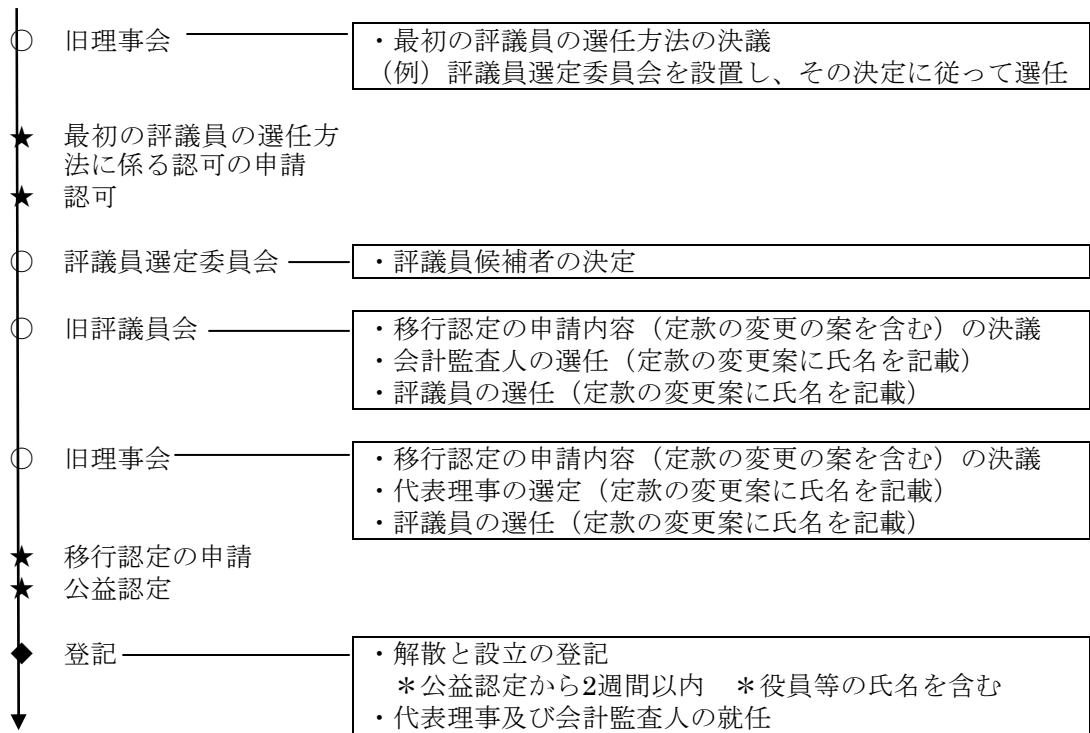 ○ 旧理事会
・最初の評議員の選任方法の決議
（例）評議員選定委員会を設置し、その決定に従って選任
★ 最初の評議員の選任方
法に係る認可の申請
★ 認可
○ 評議員選定委員会
・評議員候補者の決定
○ 旧評議員会
・移行認定の申請内容（定款の変更の案を含む）の決議
・会計監査人の選任（定款の変更案に氏名を記載）
・評議員の選任（定款の変更案に氏名を記載）
○ 旧理事会
・移行認定の申請内容（定款の変更の案を含む）の決議
・代表理事の選定（定款の変更案に氏名を記載）
・評議員の選任（定款の変更案に氏名を記載）
★ 移行認定の申請
★ 公益認定
◆ 登記
・解散と設立の登記
＊公益認定から2週間以内　＊役員等の氏名を含む
・代表理事及び会計監査人の就任